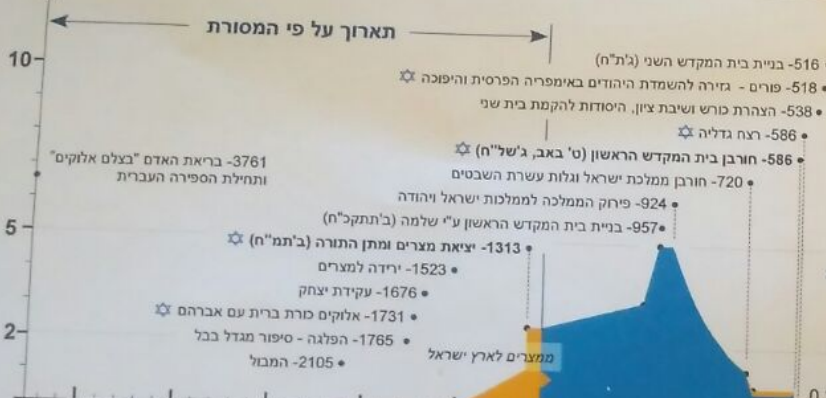 תארוך על פי המסורת
10
516- בניית בית המקדש השני (ג'ת"ח)
518- פורים - גזירה להשמדת היהודים באימפריה הפרסית והיפוכה
538- הצהרת כורש ושיבת ציון, היסודות להקמת בית שני
586- רצח גדליה
586- חורבן בית המקדש הראשון (ט' באב, ג'של"ח)
720- חורבן ממלכת ישראל וגלות עשרת השבטים
924- פירוק הממלכה לממלכות ישראל ויהודה
957- בניית בית המקדש הראשון ע"י שלמה (ב'תתקכ"ח)
3761- בריאת האדם "בצלם אלוקים"
ותחילת הספירה העברית
5
1313- יציאת מצרים ומתן התורה (ב'תמ"ח)
1523- ירידה למצרים
1676- עקידת יצחק
1731- אלוקים כורת ברית עם אברהם
1765- הפלגה - סיפור מגדל בבל
2105- המבול
2
ממצרים לארץ ישראל